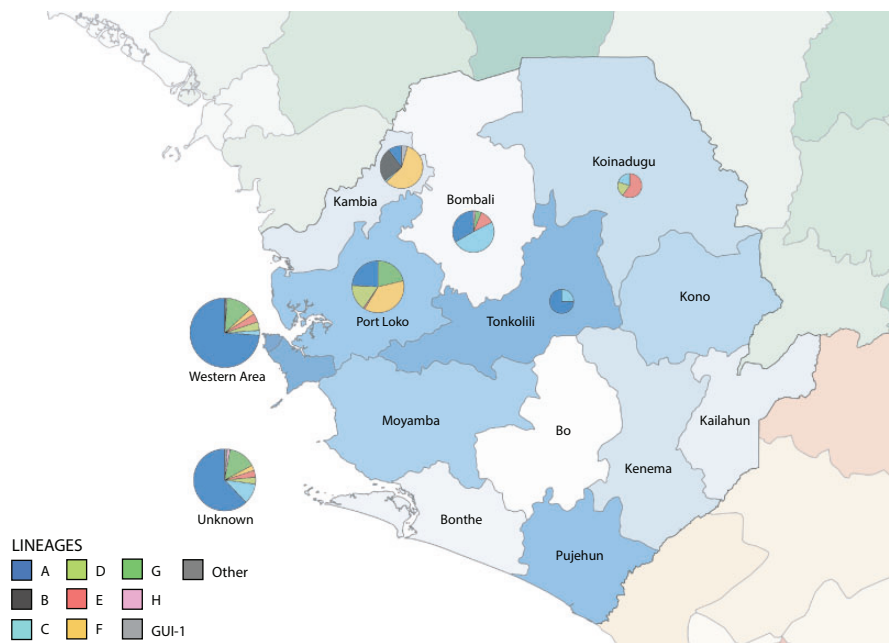 Koinadugu
Bombali
Kambia
Kono
Port Loko
Tonkolili
Western Area
Moyamba
Kailahun
Bo
Kenema
Unknown
Bonthe
Pujehun
LINEAGES
A D G Other
B E H
C F GUI-1